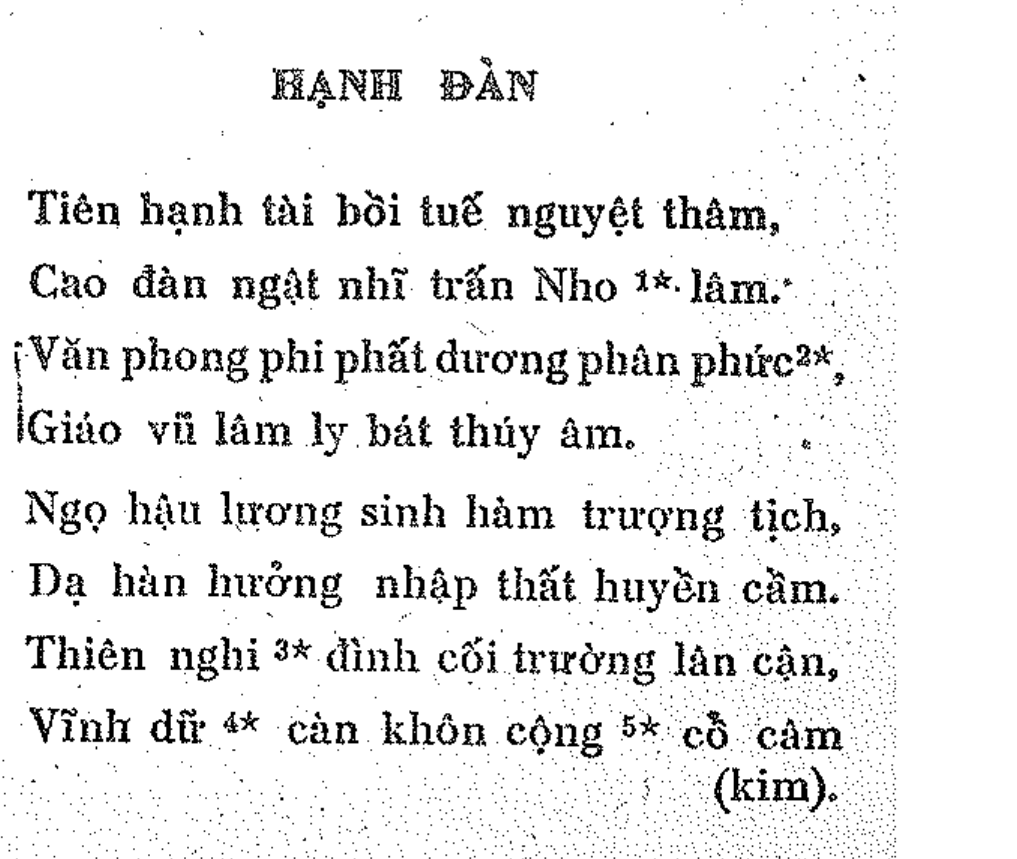 HẠNH ĐÀN
Tiên hạnh tài bồi tuế nguyệt thâm,
Cao đàn ngật nhĩ trấn Nho 1* lâm.
Văn phong phi phất dương phân phức2*,
Giáo vũ lâm ly bát thúy âm.
Ngọ hậu lương sinh hàm trượng tịch,
Dạ hàn hưởng nhập thất huyền cầm.
Thiên nghi 3* đình cối trường lân cận,
Vĩnh dữ 4* càn khôn cộng 5* cổ câm
(kim).